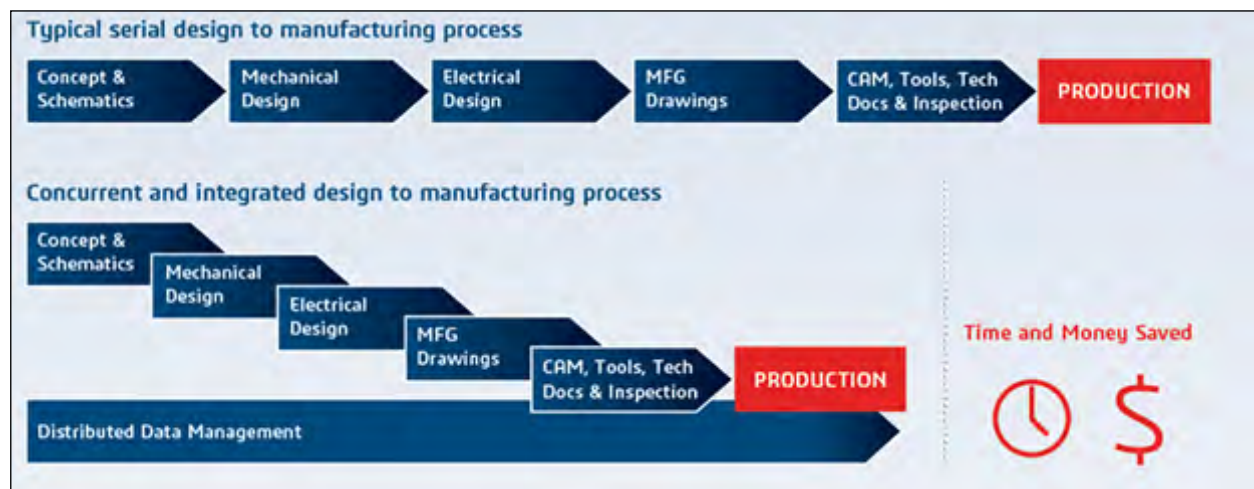 Typical serial design to manufacturing process
Concept &
Schematics
Mechanical
Design
Electrical
Design
MFG
Drawings
CAM, Tools, Tech
Docs & Inspection
PRODUCTION
Concurrent and integrated design to manufacturing process
Concept &
Schematics
Mechanical
Design
Electrical
Design
MFG
Drawings
CAM, Tools, Tech
Docs & Inspection
PRODUCTION
Distributed Data Management
Time and Money Saved
$